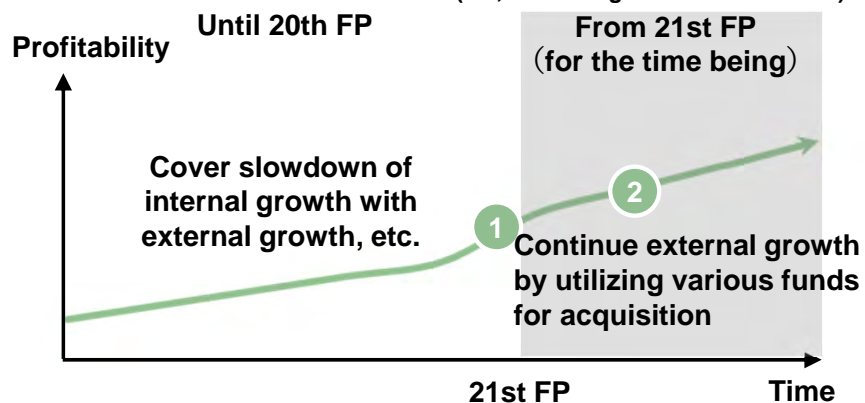 Until 20th FP
From 21st FP
（for the time being）
Profitability
Cover slowdown of
internal growth with
external growth, etc.
1
2
Continue external growth
by utilizing various funds
for acquisition
21st FP
Time